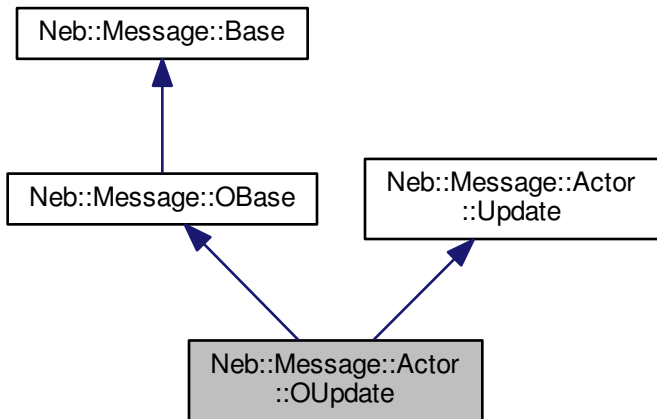 Neb::Message::Base
Neb::Message::OBase
Neb::Message::Actor
::Update
Neb::Message::Actor
::OUpdate